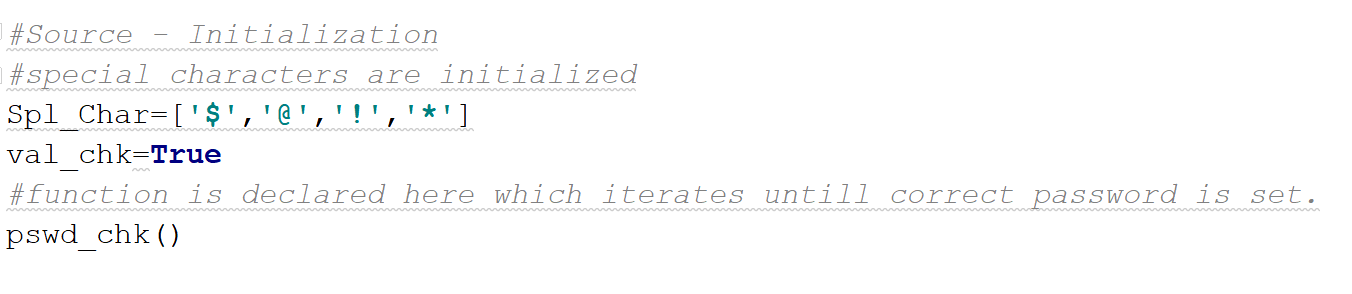 #Source - Initialization
#special characters are initialized
Spl_Char=['$','@','!','*']
val_chk=True
#function is declared here which iterates untill correct password is set.
pswd_chk()